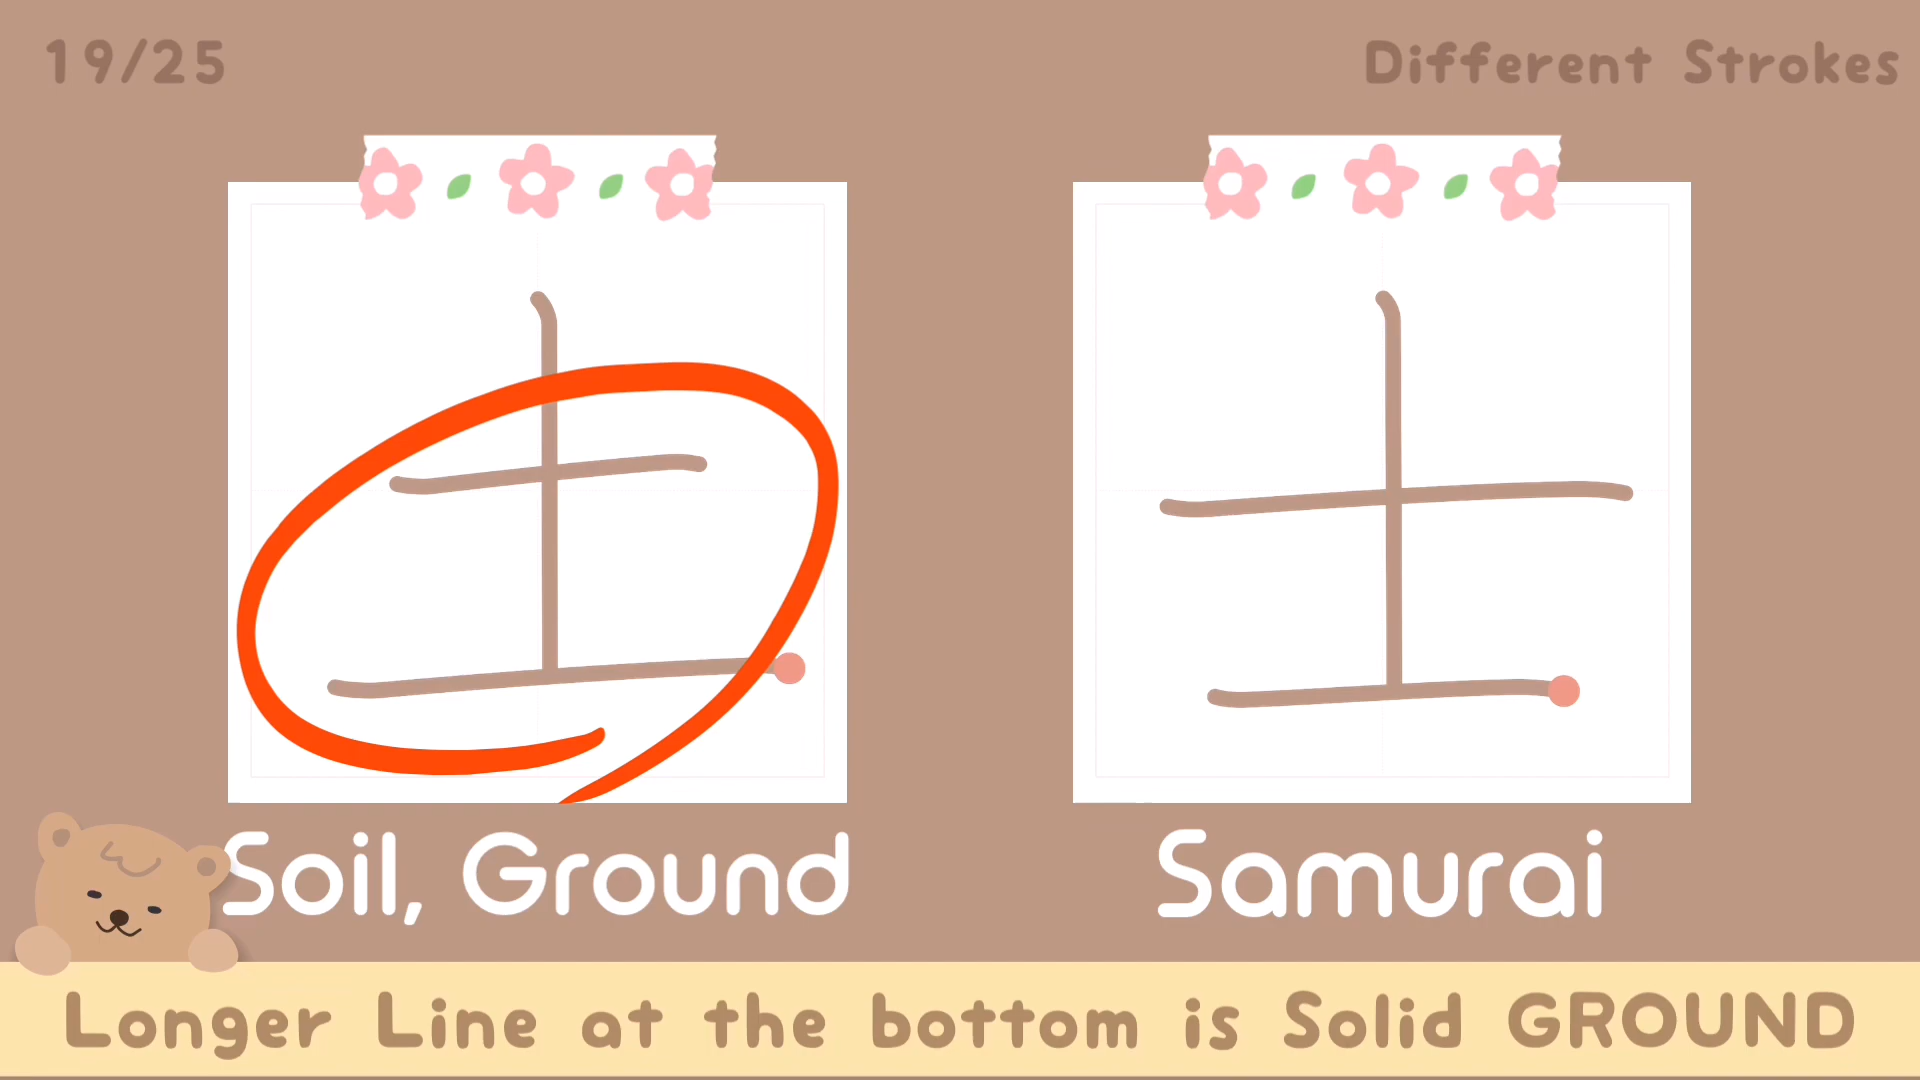 19/25
Different Strokes
土
士
Soil, Ground
Samurai
Longer Line at the bottom is Solid GROUND